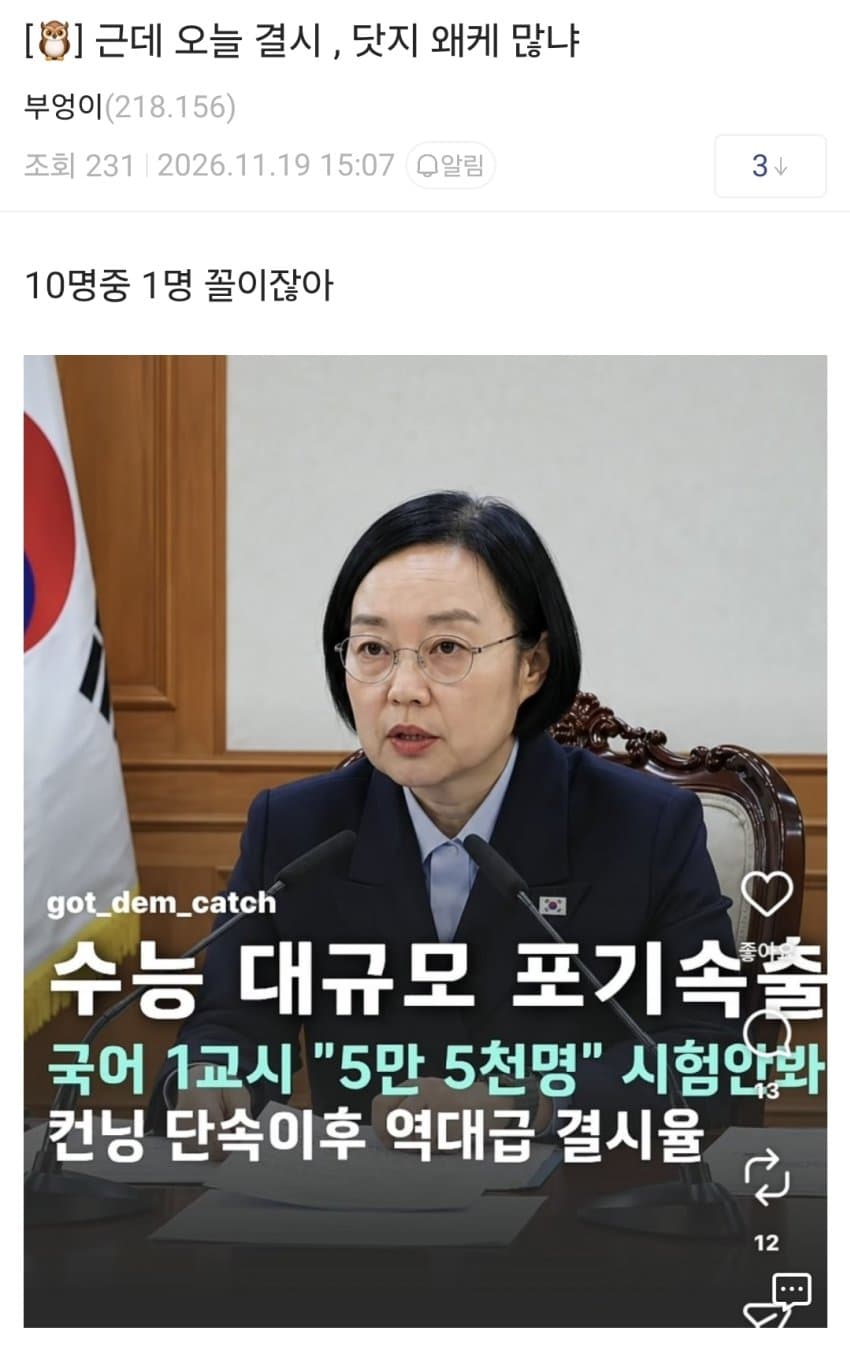 [🦉] 근데 오늘 결시 , 닷지 왜케 많냐
부엉이(218.156)
조회 231 2026.11.19 15:07 알림
3↓
10명중 1명 꼴이잖아
got_dem_catch
수능 대규모 포기속출
좋아요
국어 1교시 "5만 5천명" 시험안봐
13
컨닝 단속이후 역대급 결시율
12